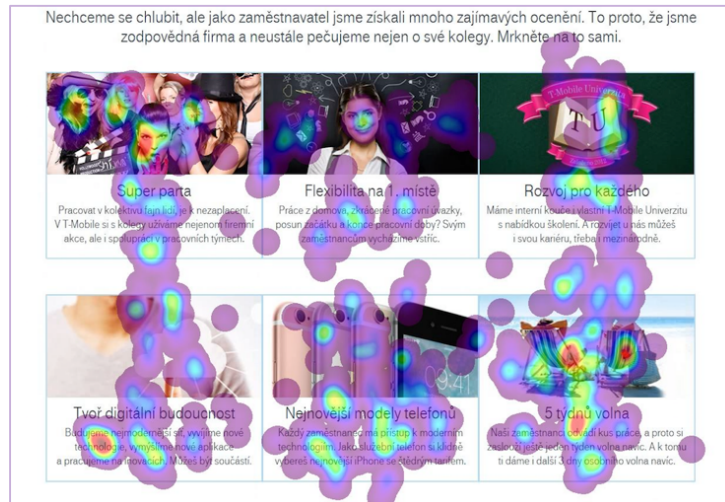 Nechceme se chlubit, ale jako zaměstnavatel jsme získali mnoho zajímavých ocenění. To proto, že jsme
zodpovědná firma a neustále pečujeme nejen o své kolegy. Mrkněte na to sami.
T-Mobile Univerzita
T U
Super parta
Pracovat v kolektivu fajn lidí, je k nezaplacení.
V T-Mobile si s kolegy užíváme nejenom firemní
akce, ale i spolupráci v pracovních týmech.
Flexibilita na 1. místě
Práce z domova, zkrácené pracovní úvazky,
posun začátku a konce pracovní doby? Svým
zaměstnancům vycházíme vstříc.
Rozvoj pro každého
Máme interní kouče i vlastní T-Mobile Univerzitu
s nabídkou školení. A rozvíjet u nás můžeš
i svou kariéru, třeba i mezinárodně.
09:41
Tvoř digitální budoucnost
Budujeme nejmodernější síť, vyvíjíme nové
technologie, vymýšlíme nové aplikace
a pracujeme na inovacích. Můžeš být součástí.
Nejnovější modely telefonů
Každý zaměstnanec má přístup k moderním
technologiím. Jako služební telefon si klidně
vybereš nejnovější iPhone se štědrým tarifem.
5 týdnů volna
Naši zaměstnanci odvádí kus práce, a proto si
zaslouží ještě jeden týden volna navíc. A k tomu
ti dáme i další 3 dny osobního volna navíc.